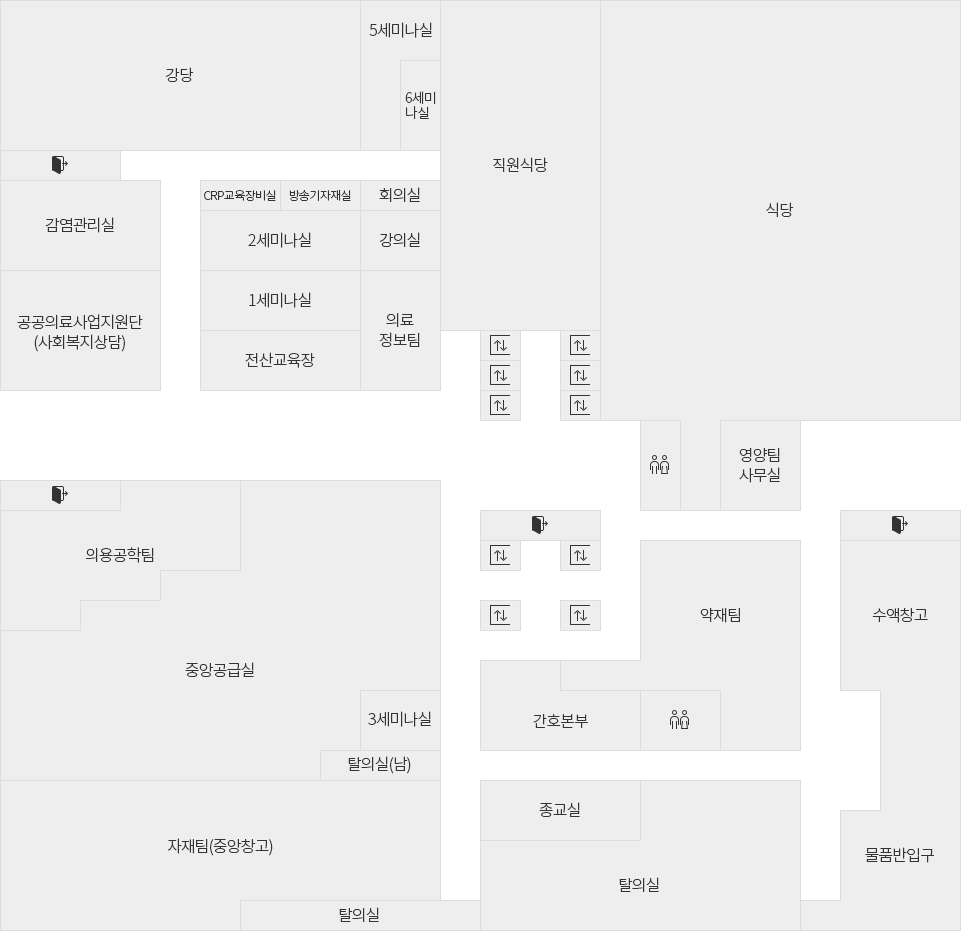 5세미나실
강당
6세미
나실
직원식당
CRP교육장비실
방송기자재실
회의실
식당
감염관리실
2세미나실
강의실
1세미나실
공공의료사업지원단
(사회복지상담)
의료
정보팀
전산교육장
영양팀
사무실
의용공학팀
약재팀
수액창고
중앙공급실
3세미나실
간호본부
탈의실(남)
종교실
자재팀(중앙창고)
물품반입구
탈의실
탈의실